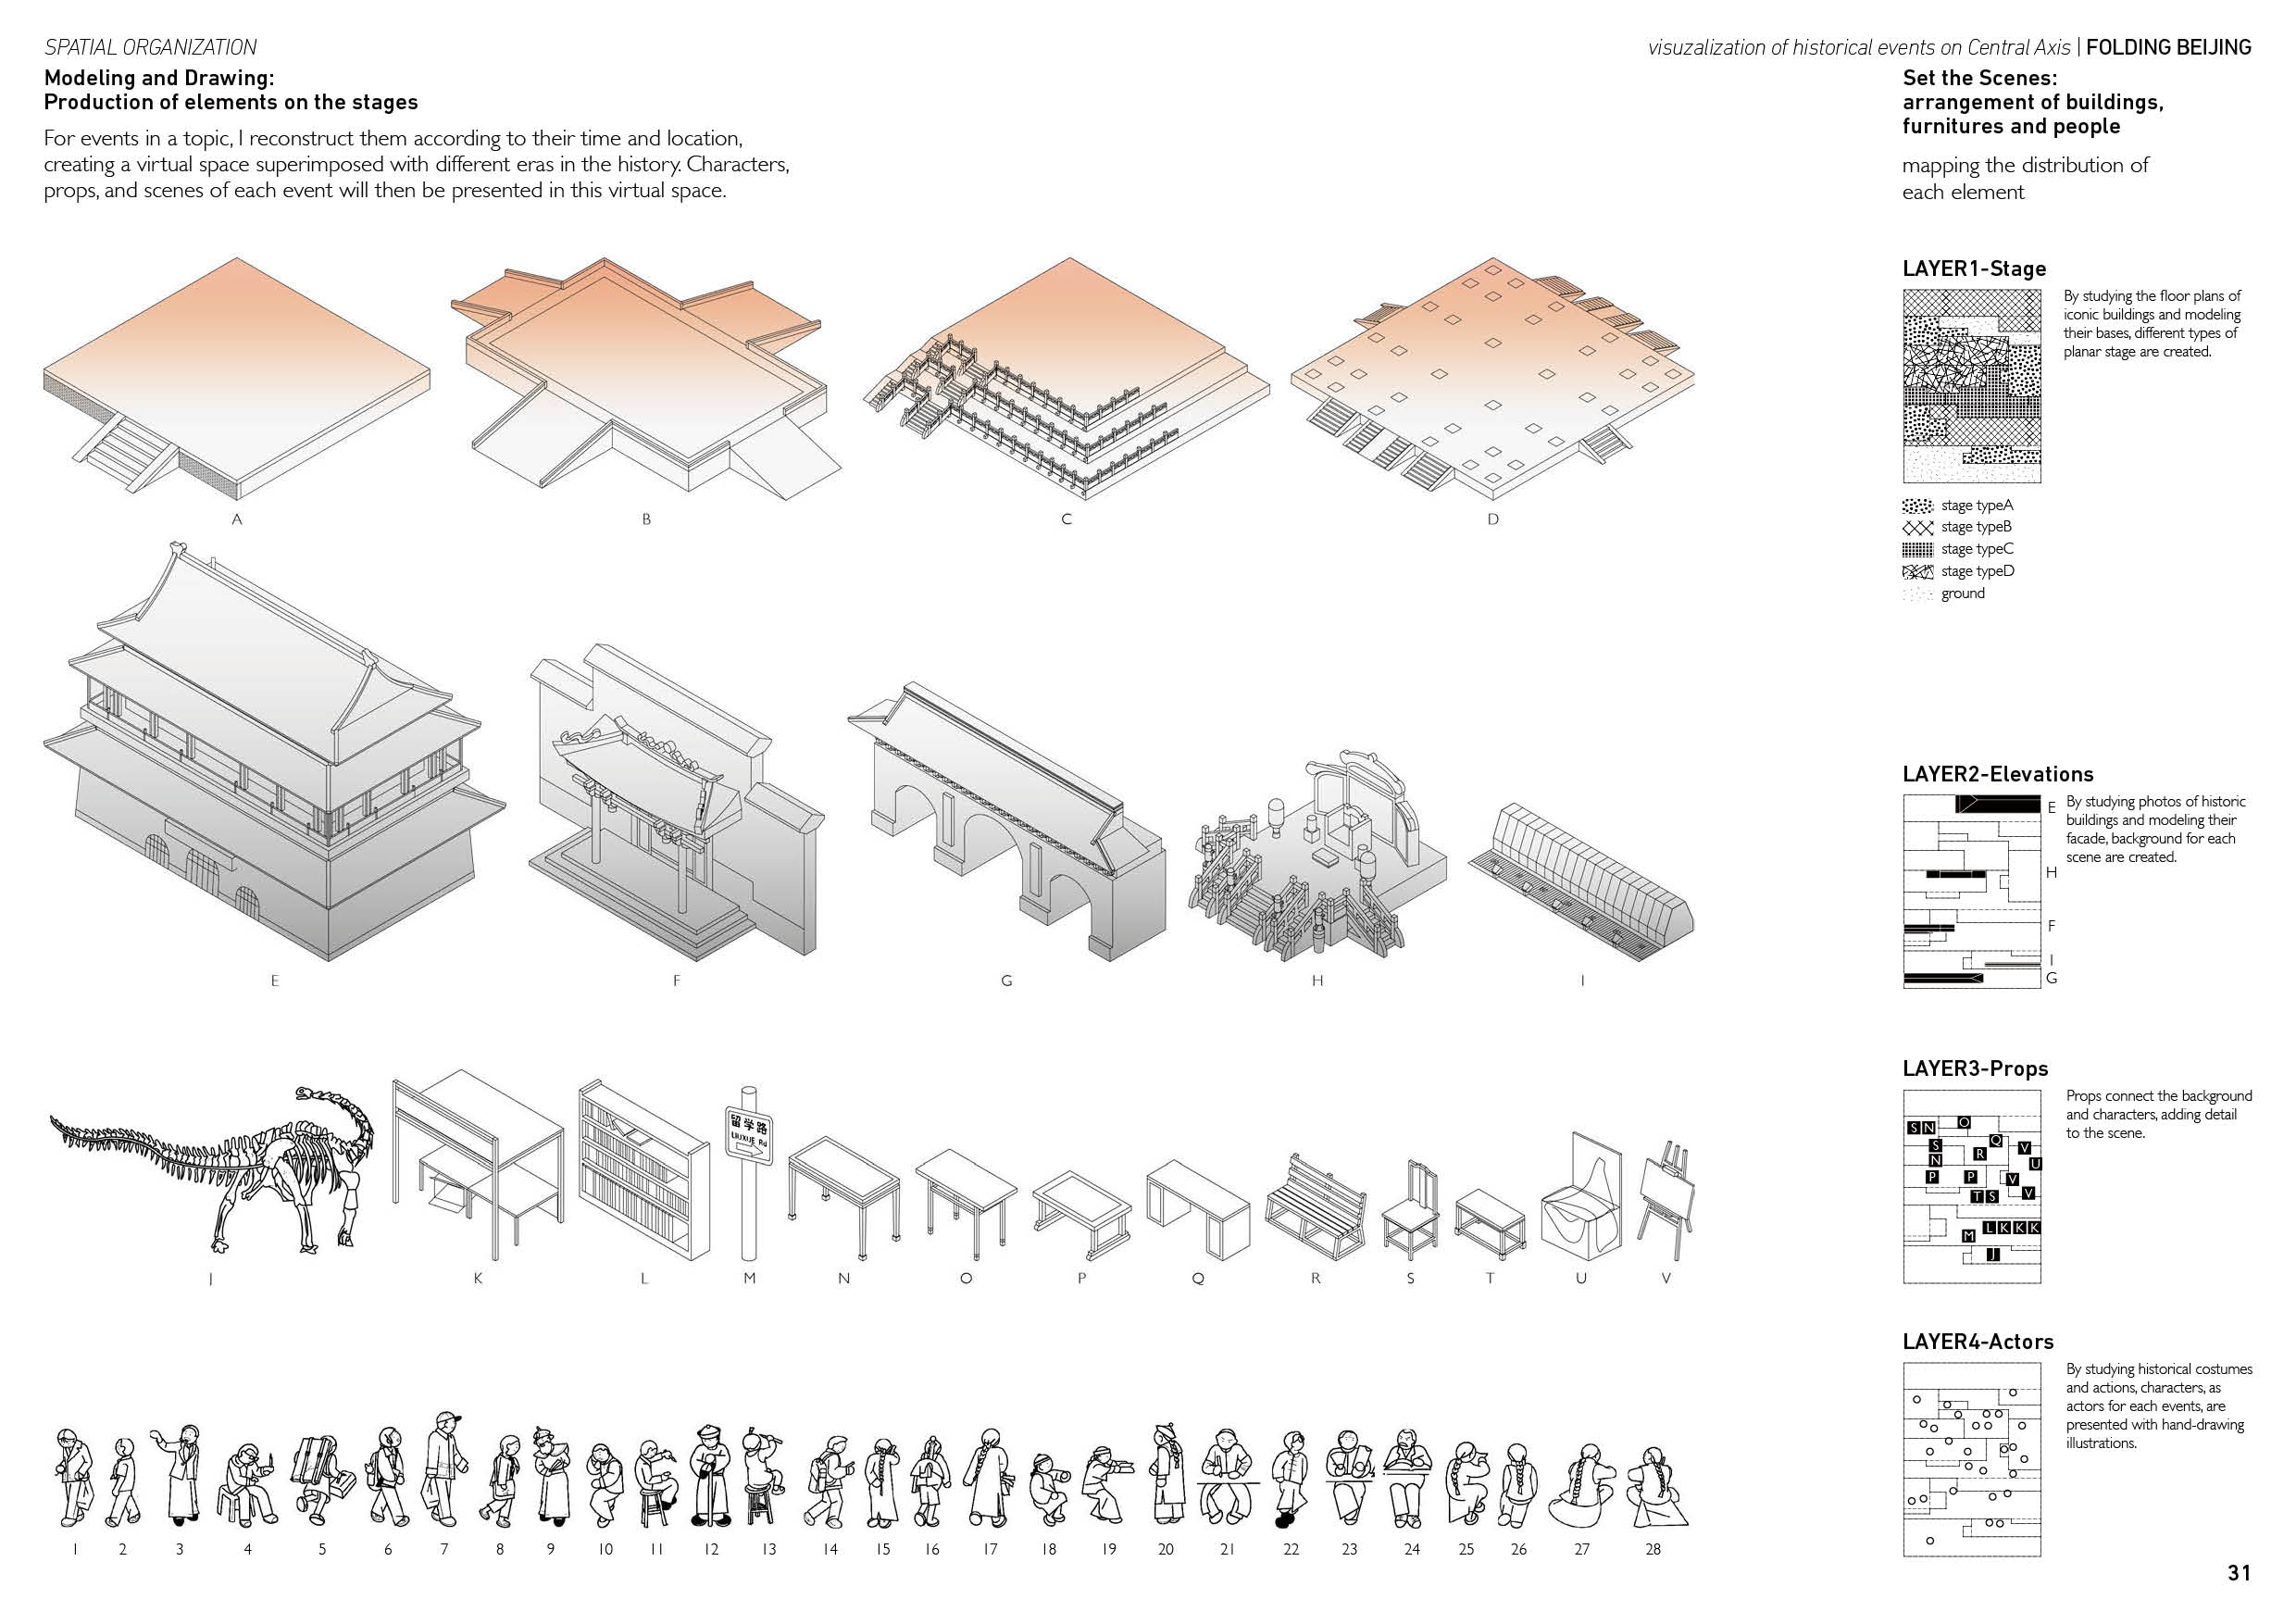 SPATIAL ORGANIZATION
Modeling and Drawing:
Production of elements on the stages
For events in a topic, I reconstruct them according to their time and location,
creating a virtual space superimposed with different eras in the history. Characters,
props, and scenes of each event will then be presented in this virtual space.
visuzalization of historical events on Central Axis | FOLDING BEIJING
Set the Scenes:
arrangement of buildings,
furnitures and people
mapping the distribution of
each element
A B C D
E F G H I
留学路
LIUXUE Rd
J K L M N O P Q R S T U V
1 2 3 4 5 6 7 8 9 10 11 12 13 14 15 16 17 18 19 20 21 22 23 24 25 26 27 28
LAYER1-Stage
By studying the floor plans of
iconic buildings and modeling
their bases, different types of
planar stage are created.
stage typeA
stage typeB
stage typeC
stage typeD
ground
LAYER2-Elevations
E
H
F
I
G
By studying photos of historic
buildings and modeling their
facade, background for each
scene are created.
LAYER3-Props
S N O
S Q V
N R U
P P V
T S V
L K K K
M
J
Props connect the background
and characters, adding detail
to the scene.
LAYER4-Actors
By studying historical costumes
and actions, characters, as
actors for each events, are
presented with hand-drawing
illustrations.
31